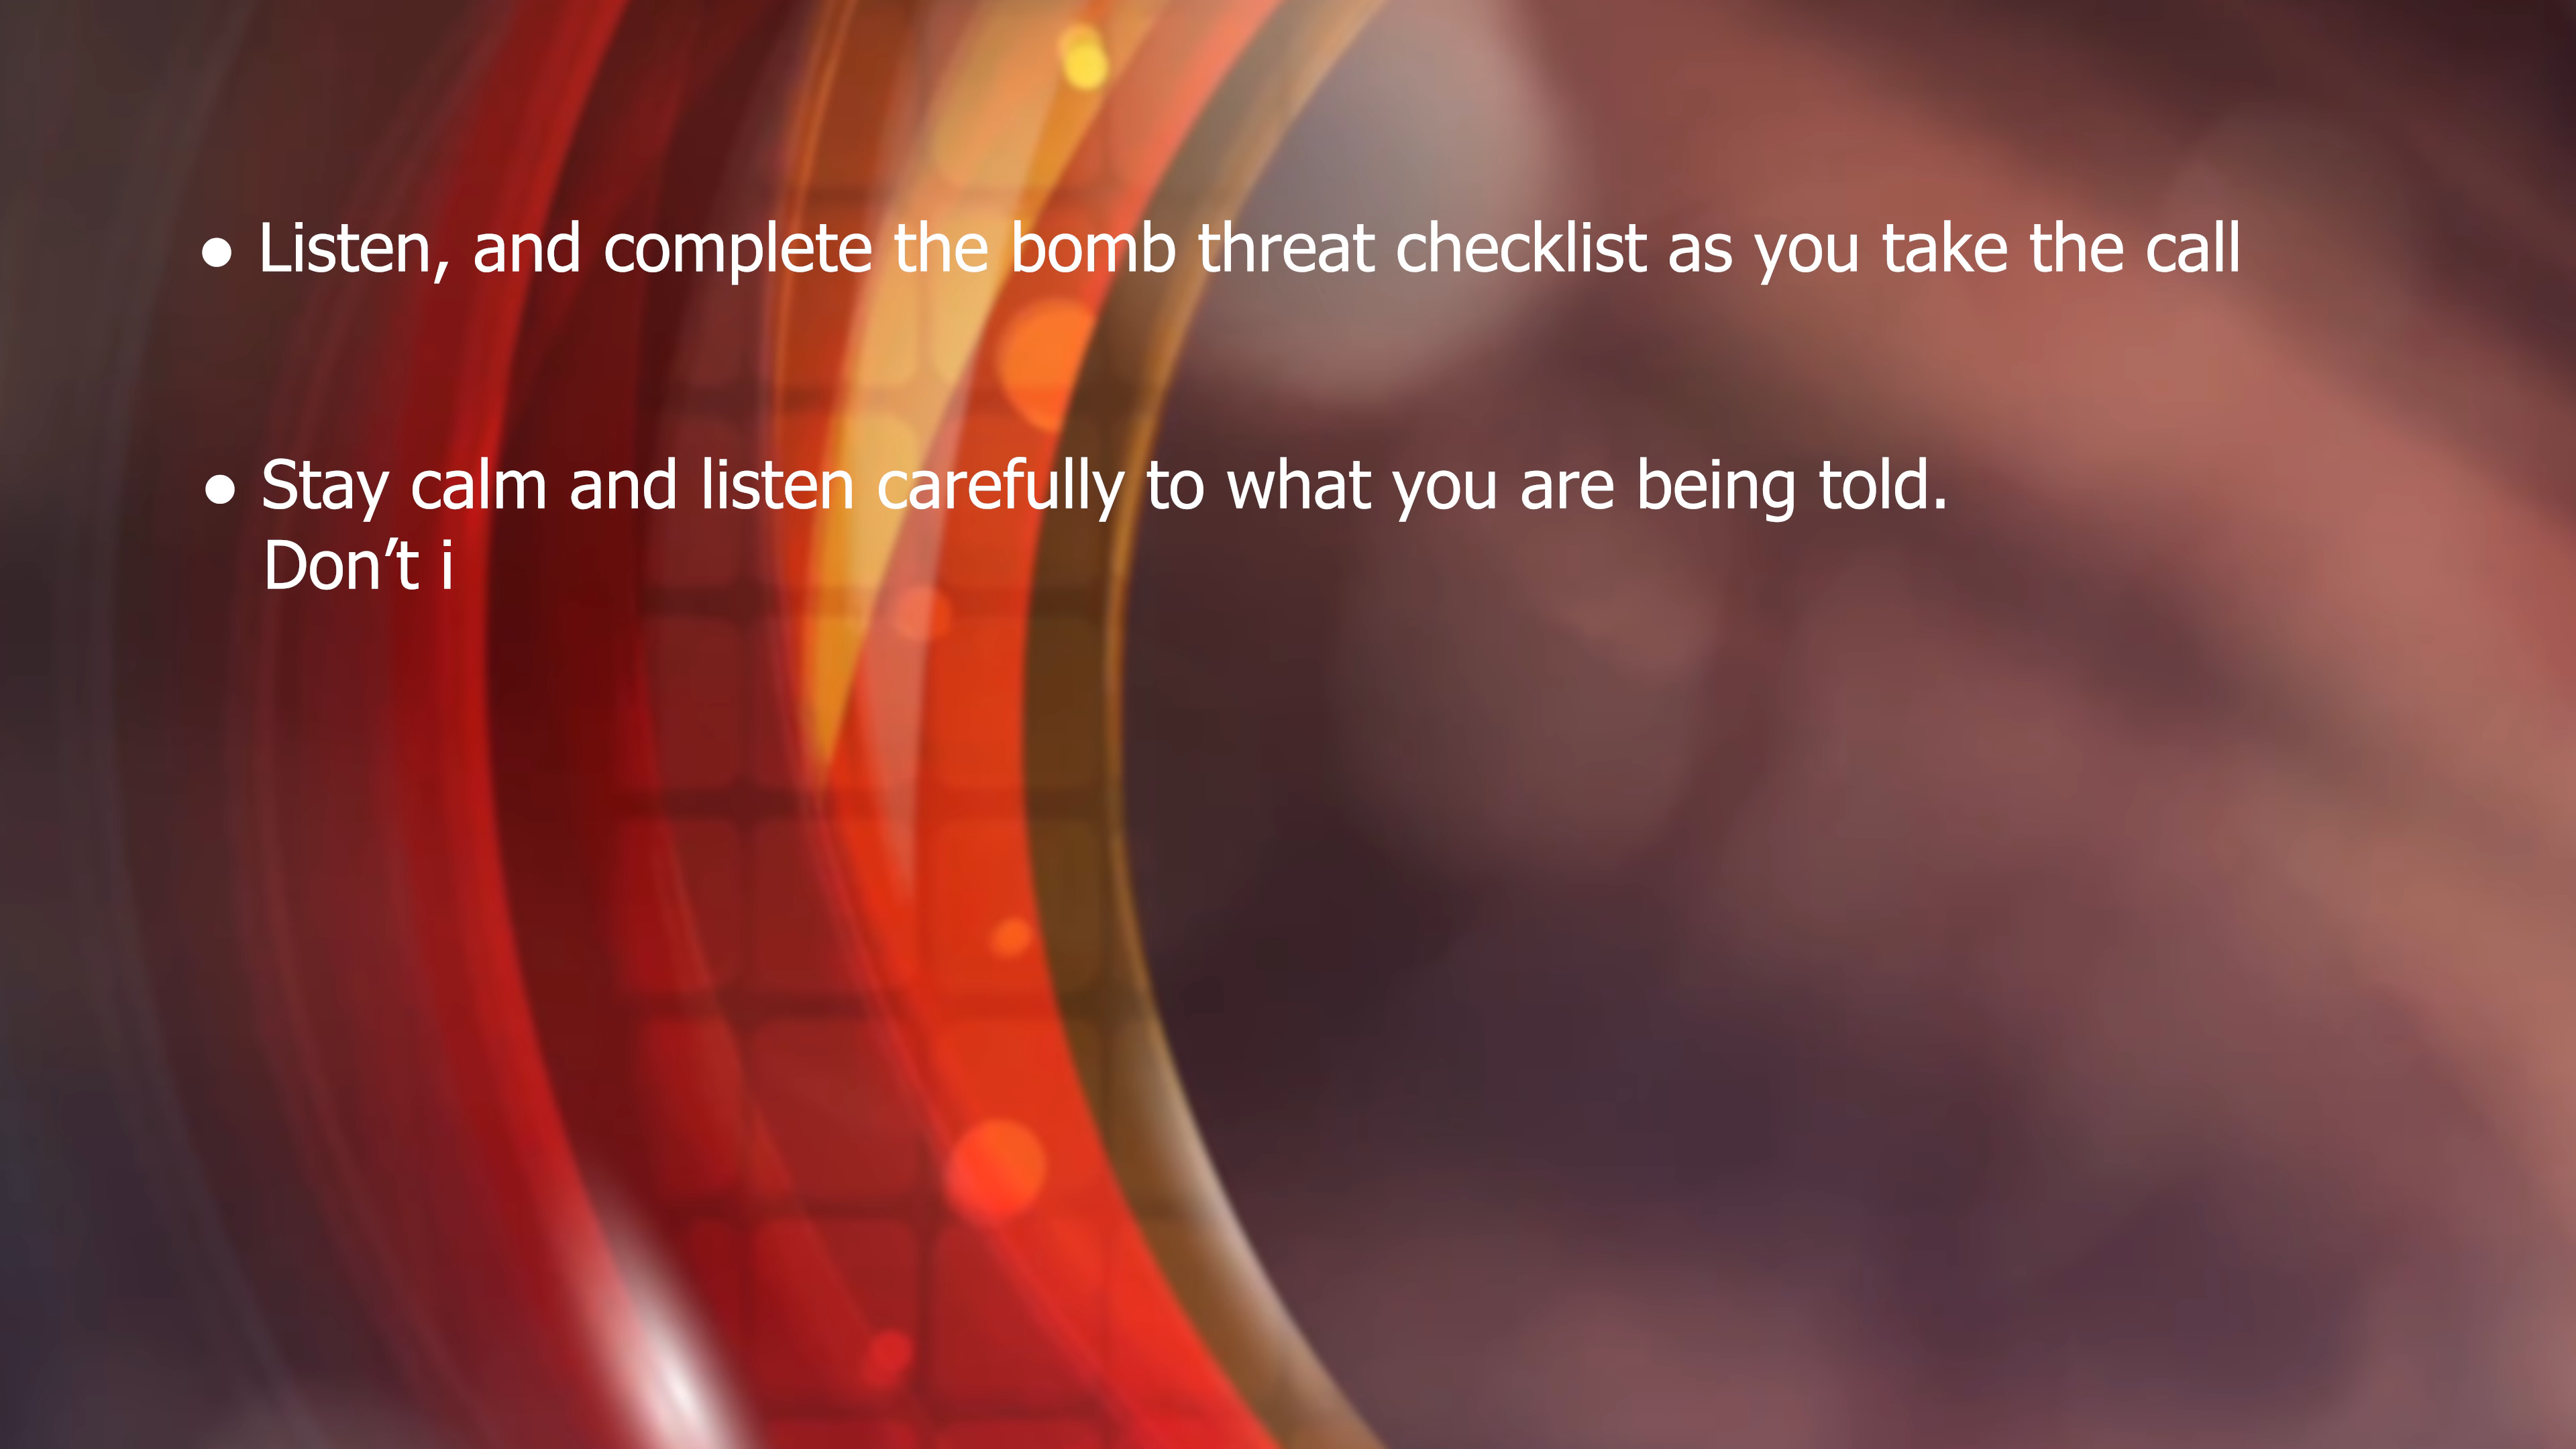 ● Listen, and complete the bomb threat checklist as you take the call
● Stay calm and listen carefully to what you are being told.
Don’t i